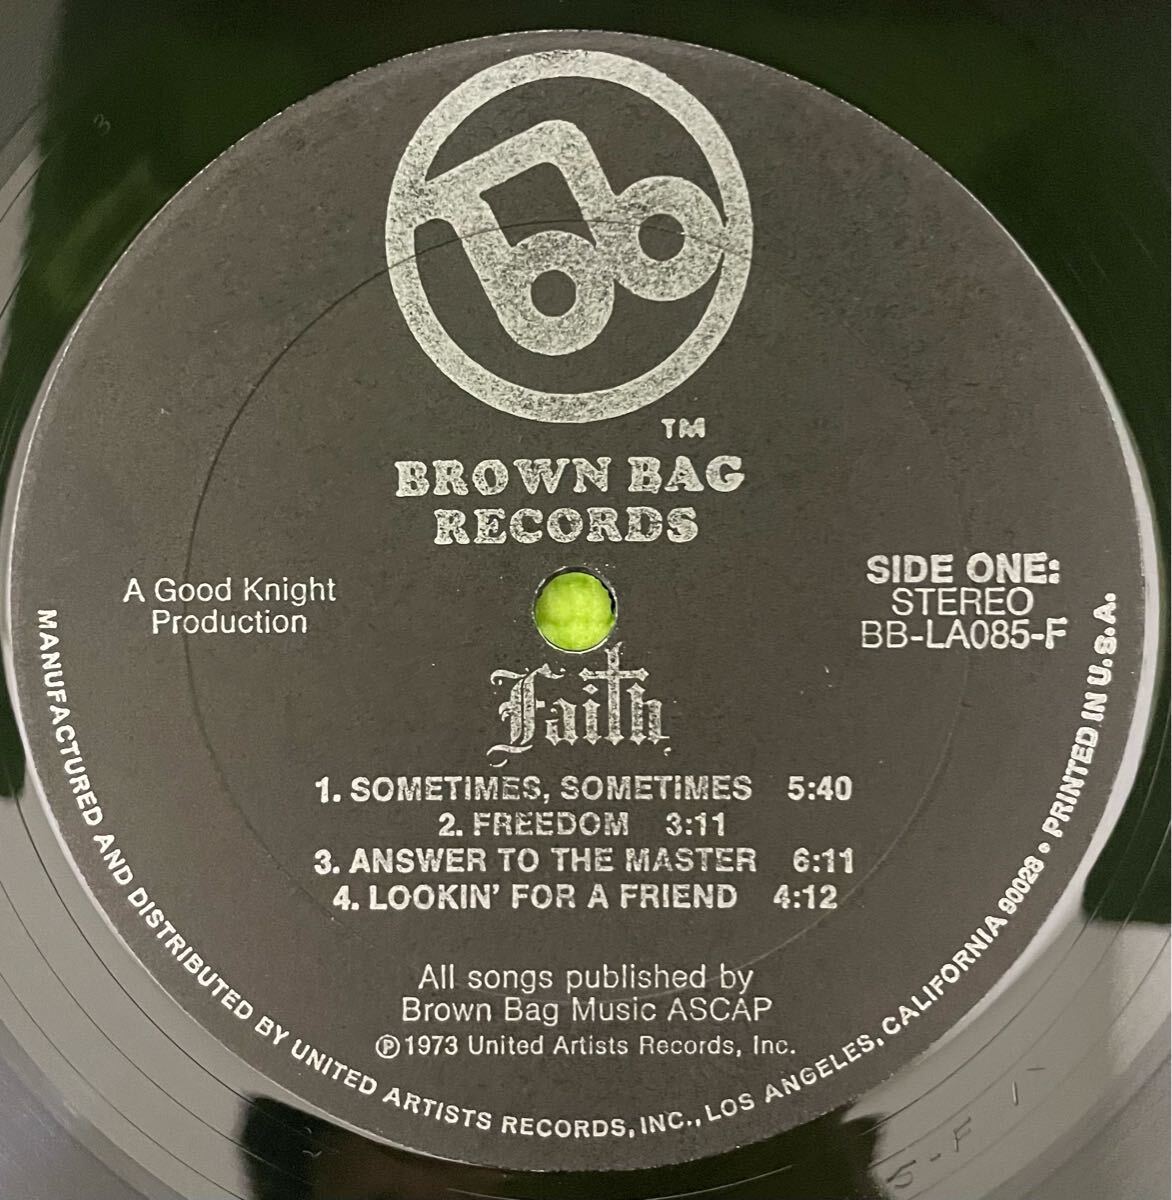 TM
BROWN BAG
RECORDS
A Good Knight
Production
SIDE ONE:
STEREO
BB-LA085-F
Faith
1. SOMETIMES, SOMETIMES 5:40
2. FREEDOM 3:11
3. ANSWER TO THE MASTER 6:11
4. LOOKIN' FOR A FRIEND 4:12
All songs published by
Brown Bag Music ASCAP
℗1973 United Artists Records, Inc.
MANUFACTURED AND DISTRIBUTED BY UNITED ARTISTS RECORDS, INC., LOS ANGELES, CALIFORNIA 90028 • PRINTED IN U.S.A.
5-F 1